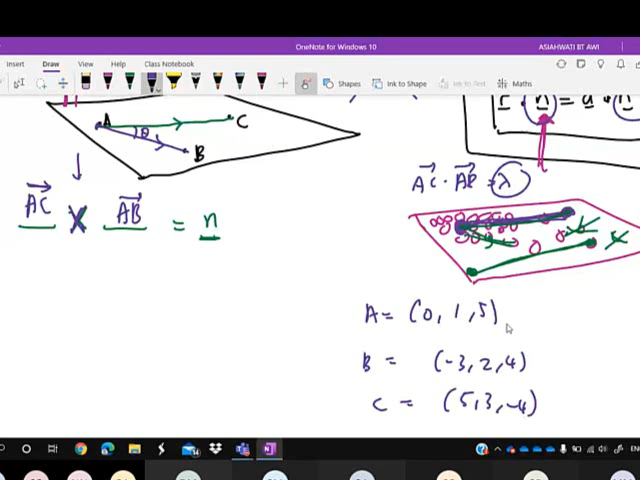 OneNote for Windows 10
ASIAHWATI BT AWI
Insert Draw View Help Class Notebook
Shapes Ink to Shape Ink to Text Maths
r · n = a · n
A C
θ
B
AC · AB = λ
AC X AB = n
A = (0, 1, 5)
B = (-3, 2, 4)
C = (5, 3, -4)
ENG